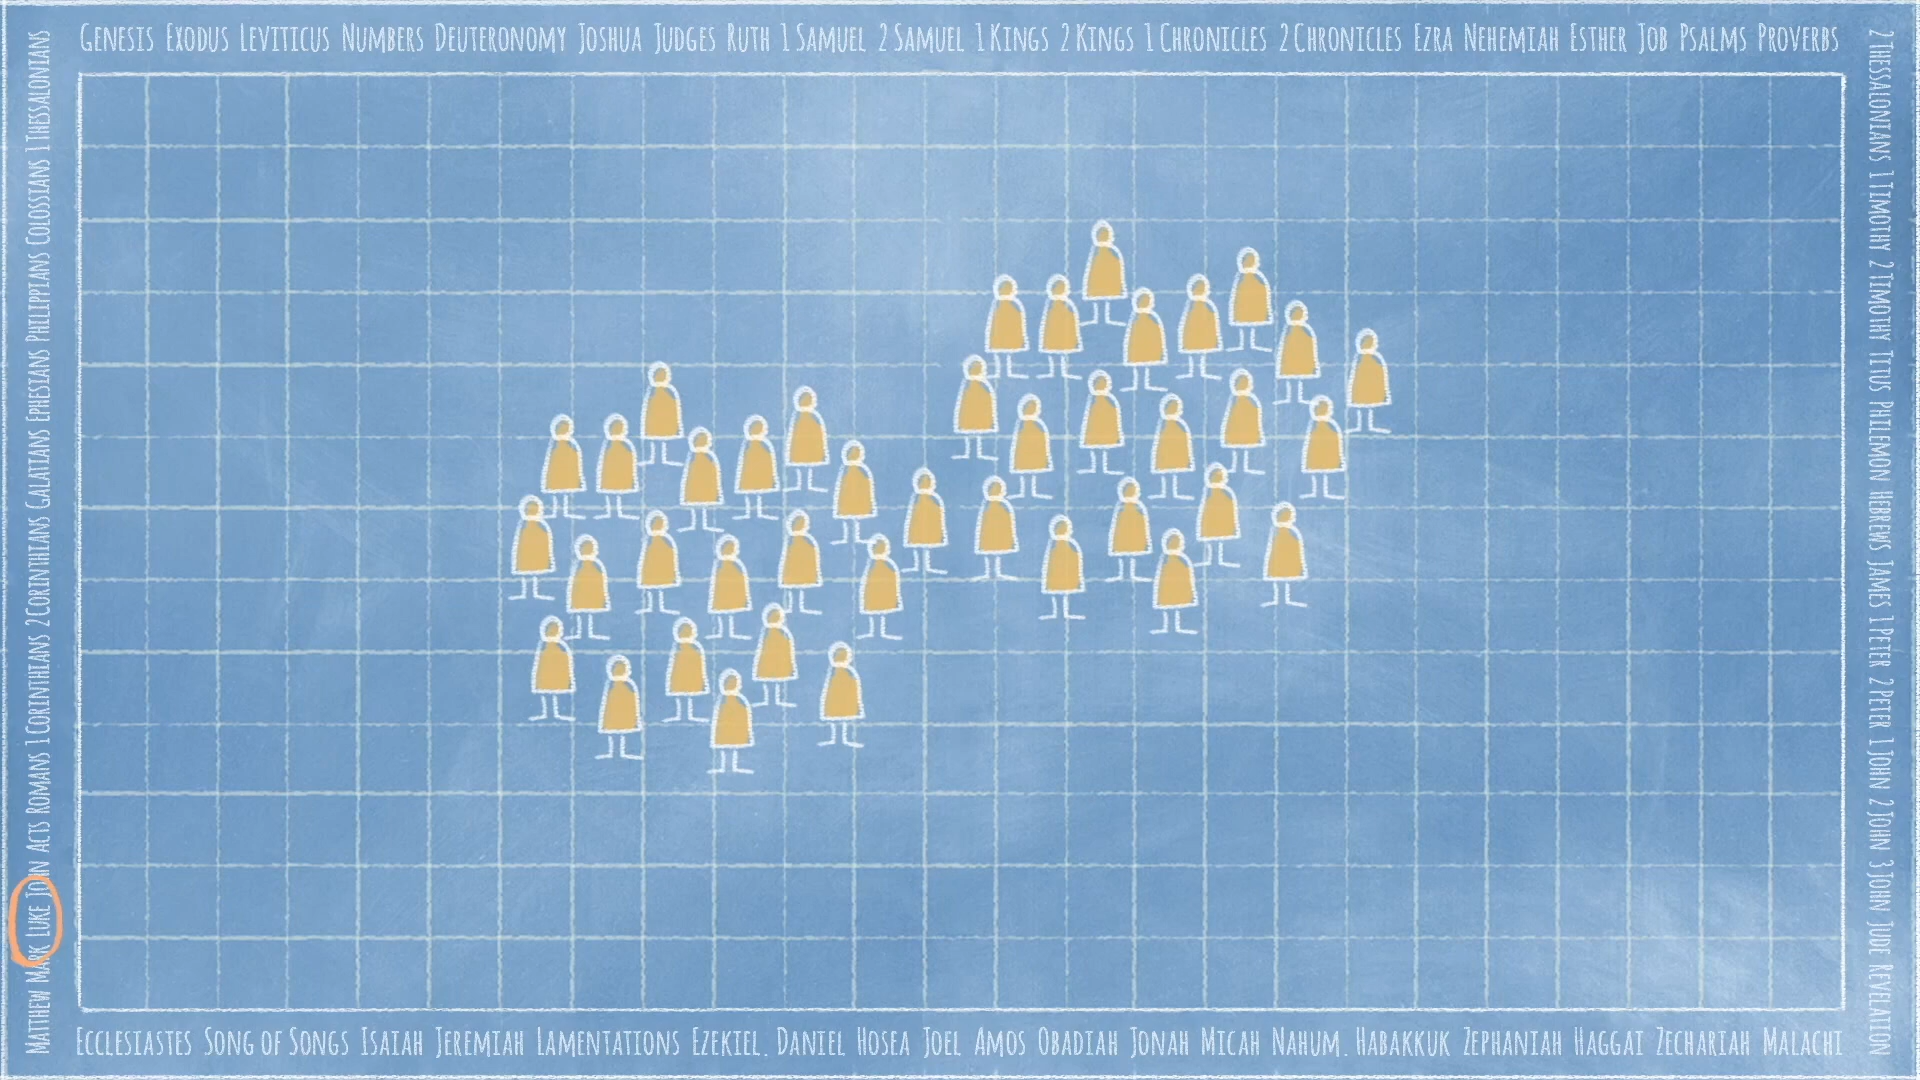 Genesis Exodus Leviticus Numbers Deuteronomy Joshua Judges Ruth 1 Samuel 2 Samuel 1 Kings 2 Kings 1 Chronicles 2 Chronicles Ezra Nehemiah Esther Job Psalms Proverbs
Ecclesiastes Song of Songs Isaiah Jeremiah Lamentations Ezekiel. Daniel Hosea Joel Amos Obadiah Jonah Micah Nahum. Habakkuk Zephaniah Haggai Zechariah Malachi
Matthew Mark Luke John Acts Romans 1 Corinthians 2 Corinthians Galatians Ephesians Philippians Colossians 1 Thessalonians
2 Thessalonians 1 Timothy 2 Timothy Titus Philemon Hebrews James 1 Peter 2 Peter 1 John 2 John 3 John Jude Revelation